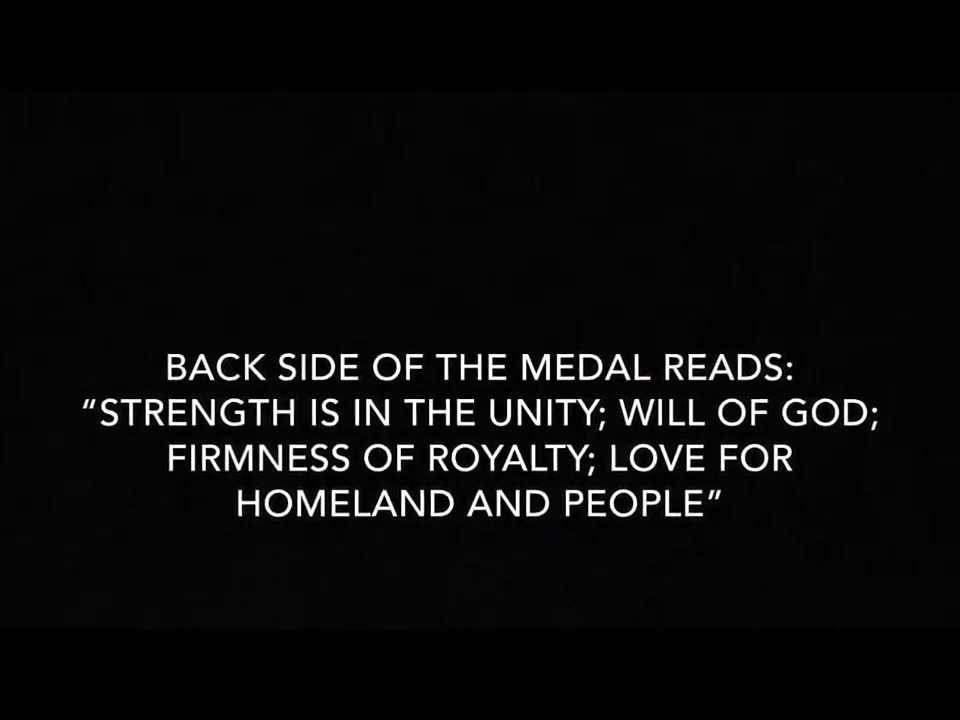 BACK SIDE OF THE MEDAL READS:
“STRENGTH IS IN THE UNITY; WILL OF GOD;
FIRMNESS OF ROYALTY; LOVE FOR
HOMELAND AND PEOPLE”